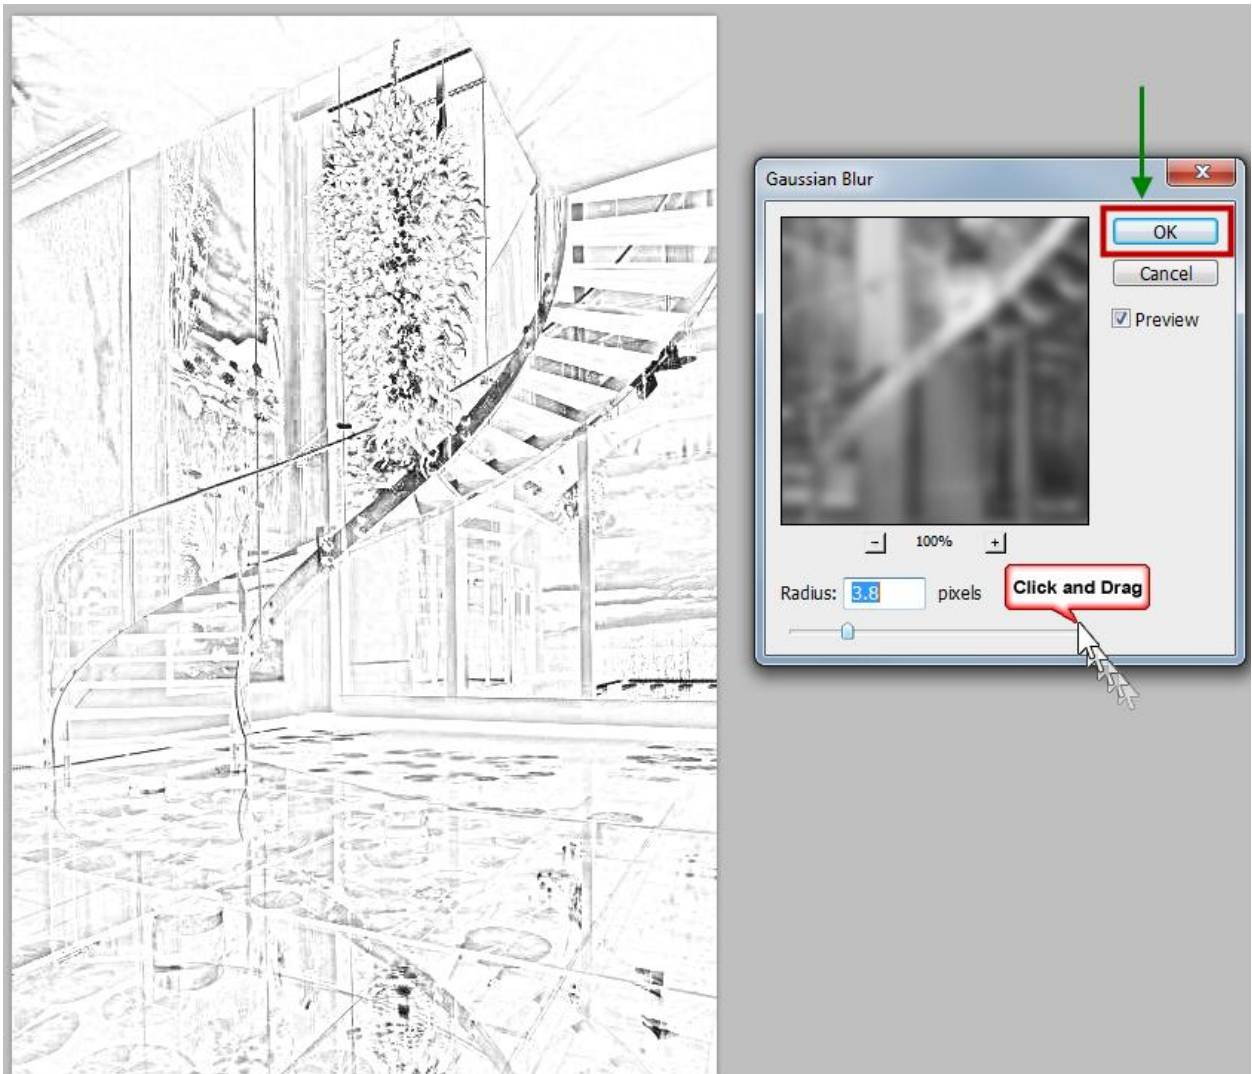 Gaussian Blur
OK
Cancel
Preview
100%
Radius: 3.8 pixels
Click and Drag